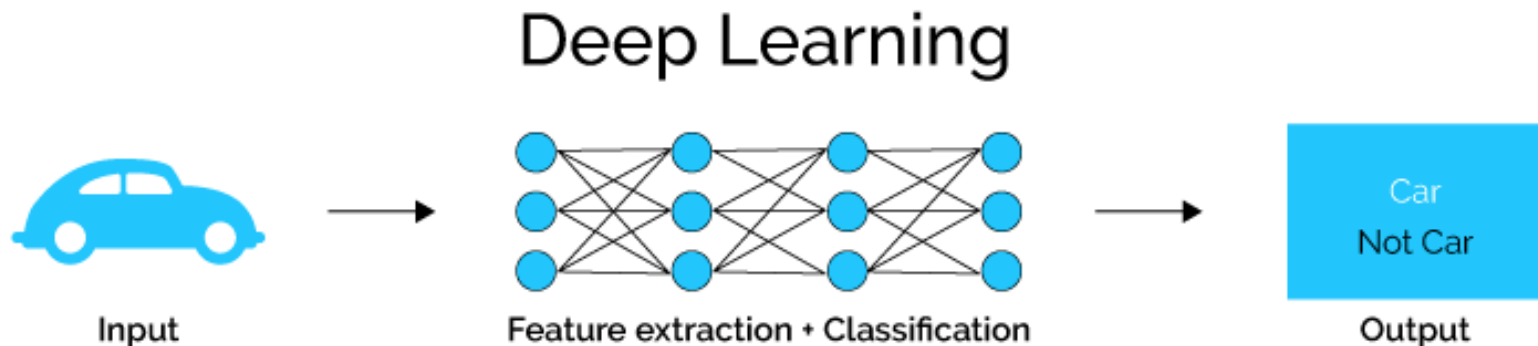 Deep Learning
Car
Not Car
Input
Feature extraction + Classification
Output